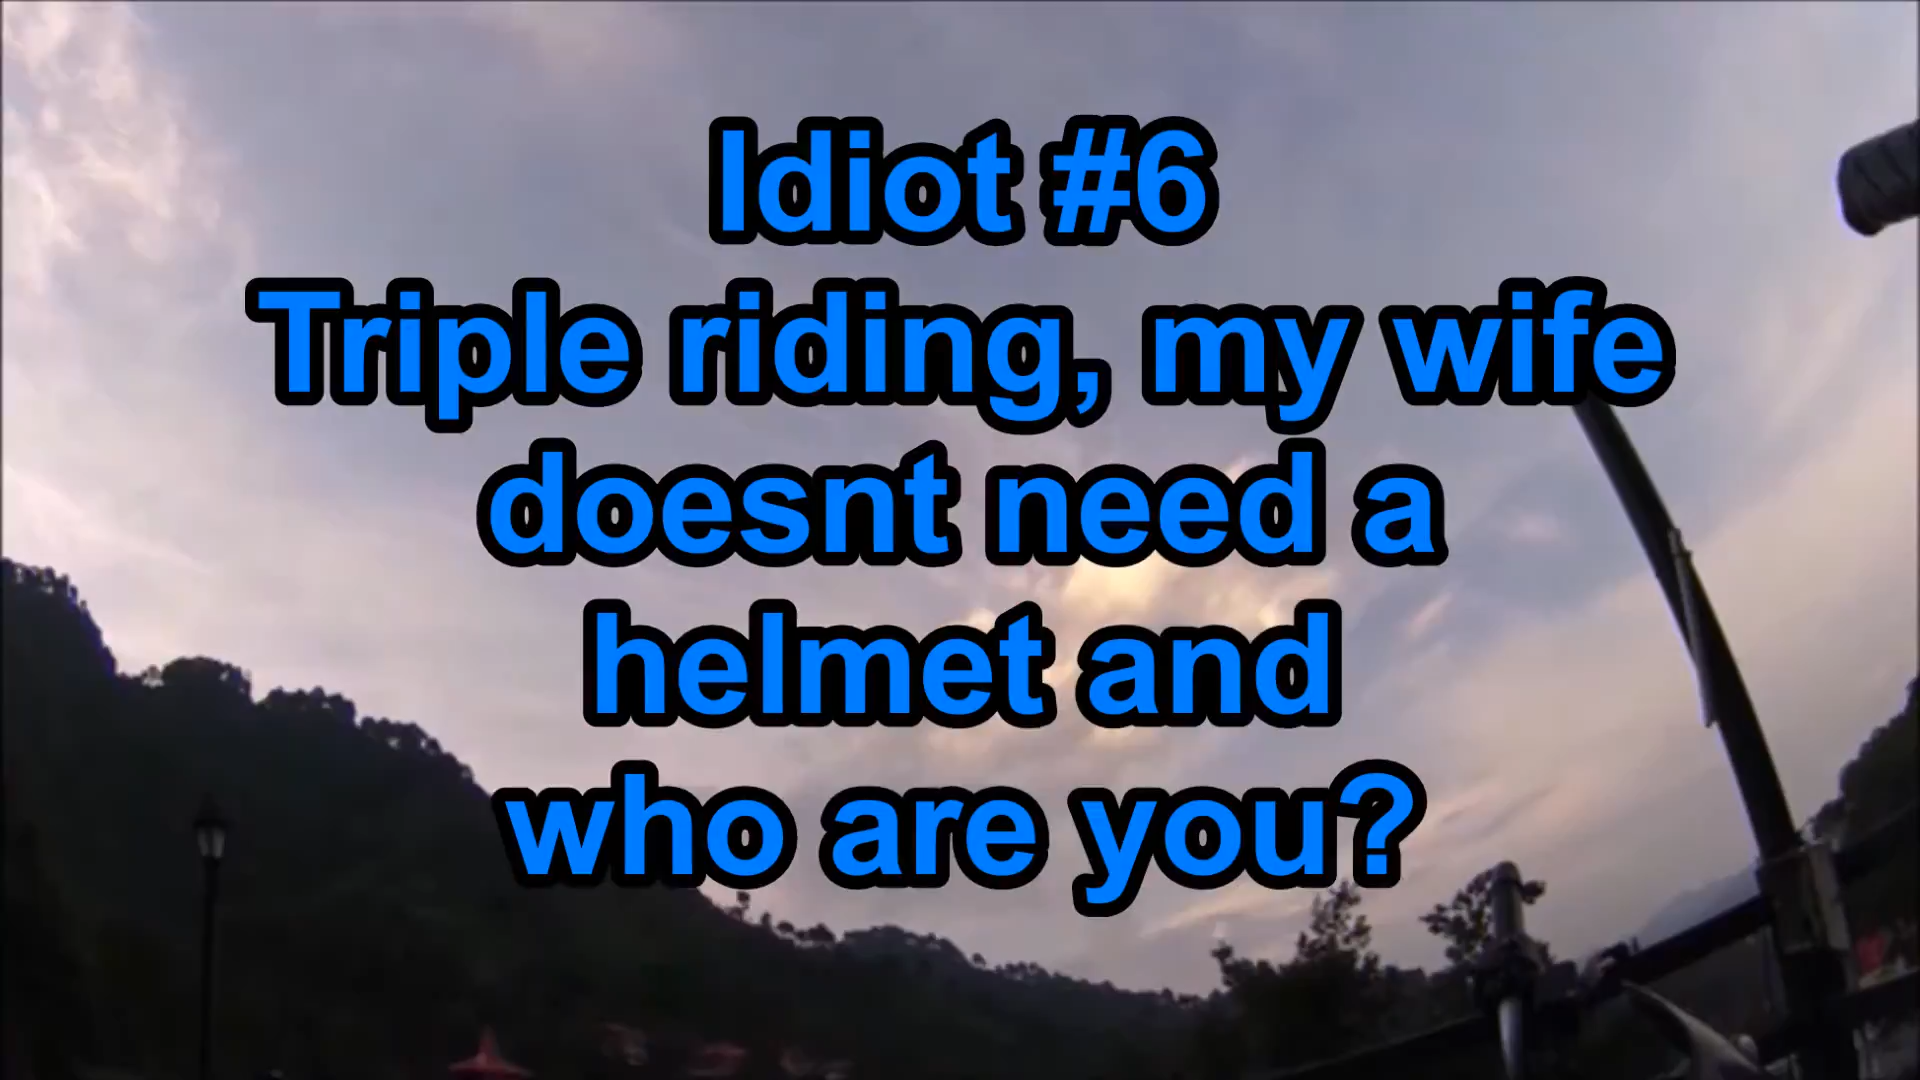 Idiot #6
Triple riding, my wife
doesnt need a
helmet and
who are you?